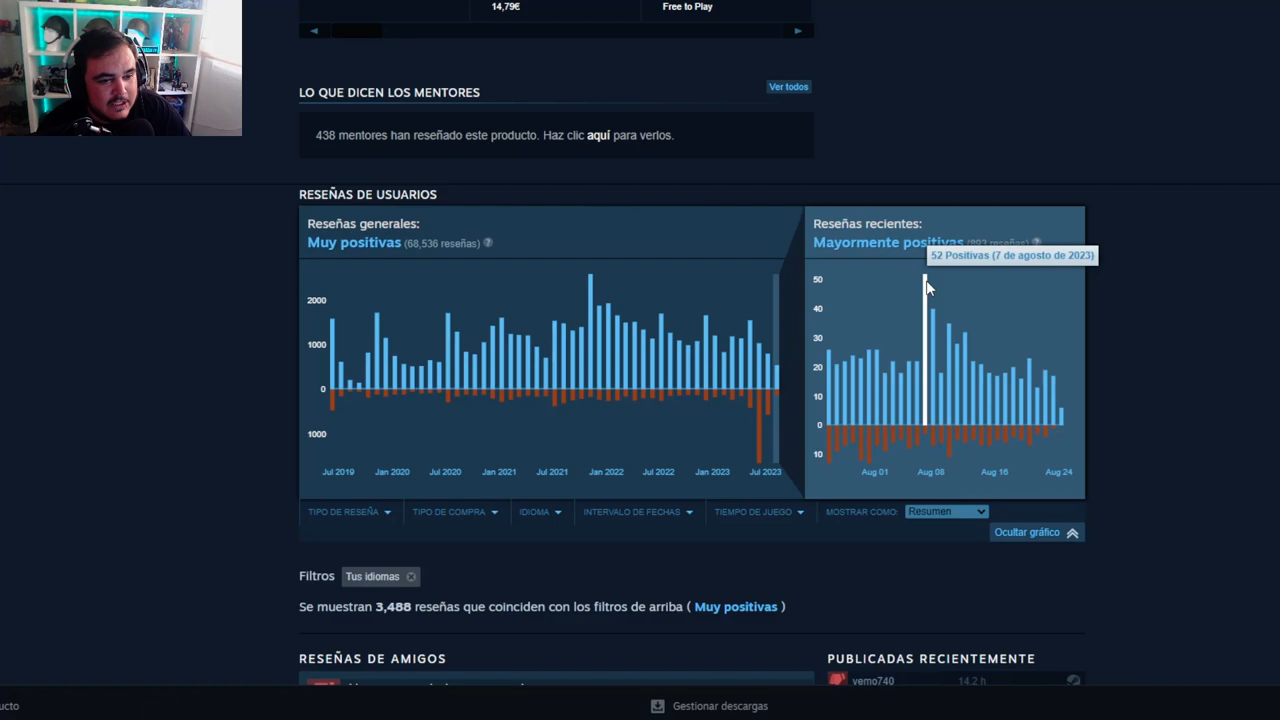 14,79€
Free to Play
LO QUE DICEN LOS MENTORES
Ver todos
438 mentores han reseñado este producto. Haz clic aquí para verlos.
RESEÑAS DE USUARIOS
Reseñas generales:
Muy positivas (68,536 reseñas) ?
2000
1000
0
1000
Jul 2019
Jan 2020
Jul 2020
Jan 2021
Jul 2021
Jan 2022
Jul 2022
Jan 2023
Jul 2023
Reseñas recientes:
Mayormente positivas (893 reseñas) ?
52 Positivas (7 de agosto de 2023)
50
40
30
20
10
0
10
Aug 01
Aug 08
Aug 16
Aug 24
TIPO DE RESEÑA
TIPO DE COMPRA
IDIOMA
INTERVALO DE FECHAS
TIEMPO DE JUEGO
MOSTRAR COMO: Resumen
Ocultar gráfico
Filtros Tus idiomas
Se muestran 3,488 reseñas que coinciden con los filtros de arriba ( Muy positivas )
RESEÑAS DE AMIGOS
PUBLICADAS RECIENTEMENTE
vemo740 14.2 h
ucto
Gestionar descargas